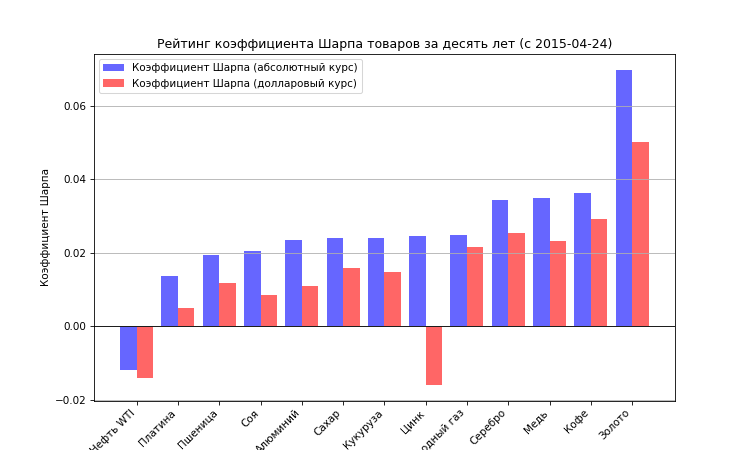 Рейтинг коэффициента Шарпа товаров за десять лет (с 2015-04-24)
Коэффициент Шарпа (абсолютный курс)
Коэффициент Шарпа (долларовый курс)
Коэффициент Шарпа
0.06
0.04
0.02
0.00
−0.02
Нефть WTI
Платина
Пшеница
Соя
Алюминий
Сахар
Кукуруза
Цинк
одный газ
Серебро
Медь
Кофе
Золото